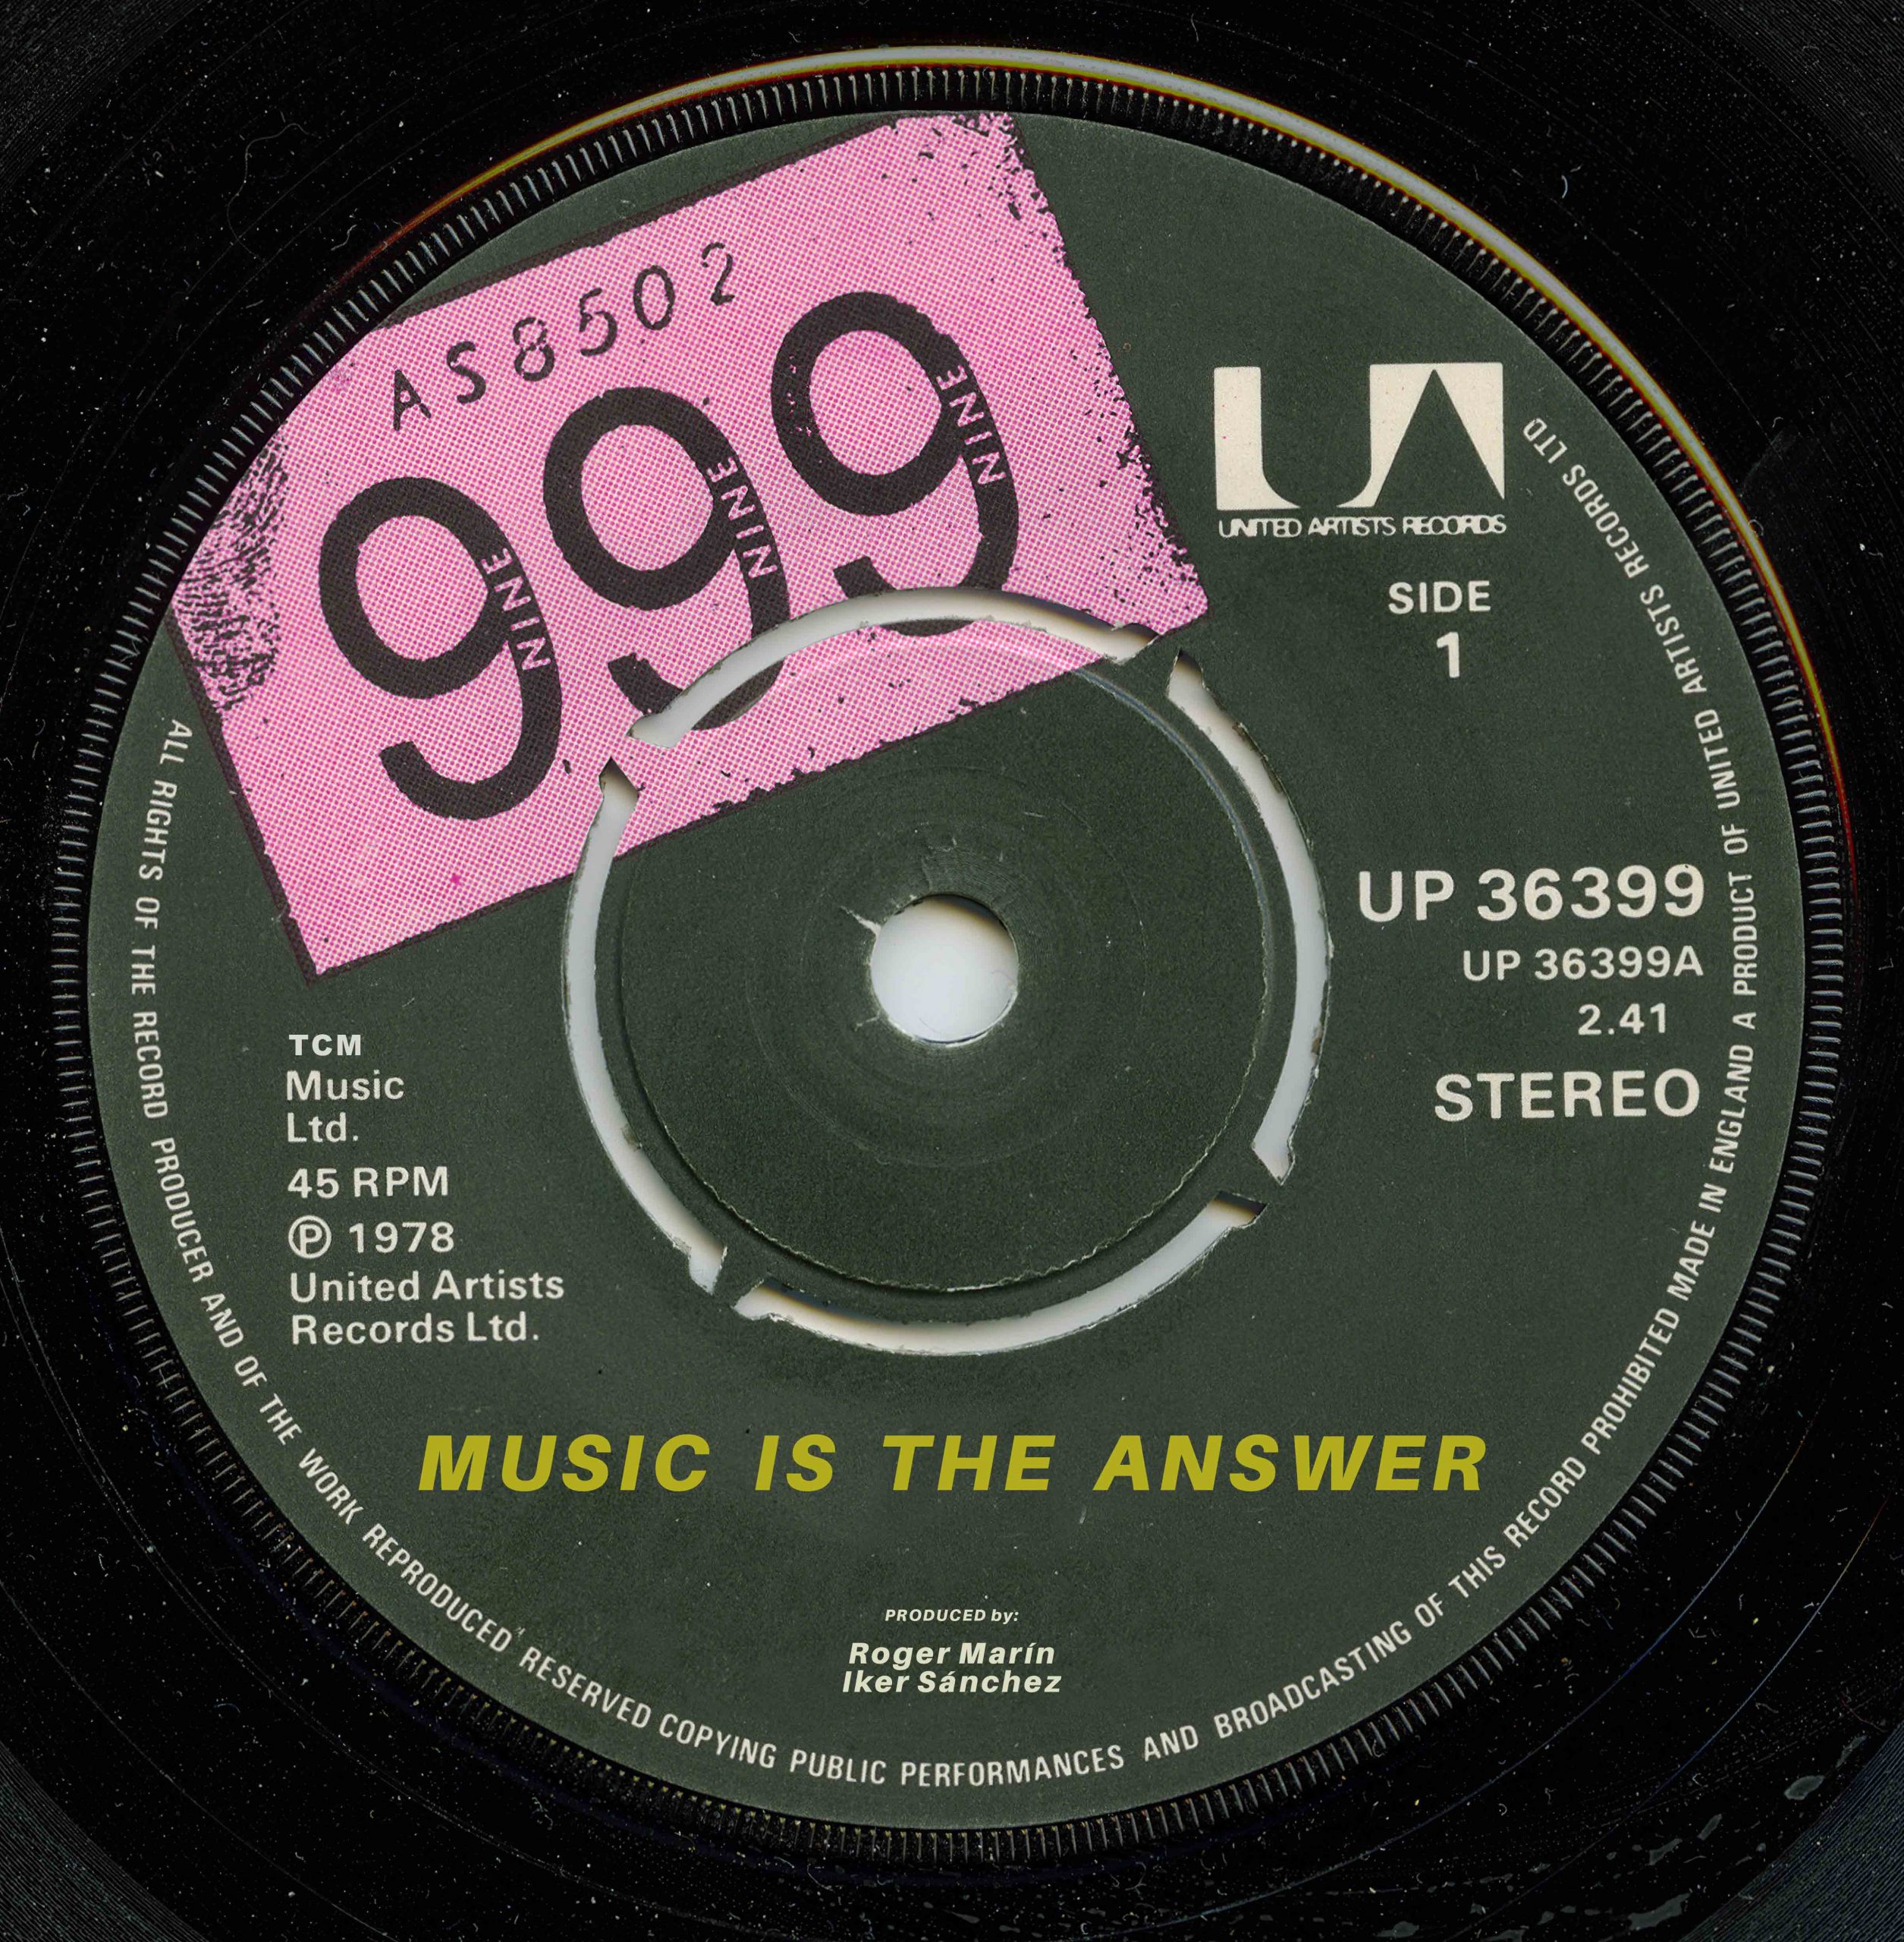 AS8502
999
NINE NINE NINE
UA
UNITED ARTISTS RECORDS
SIDE
1
UP 36399
UP 36399A
2.41
STEREO
TCM
Music
Ltd.
45 RPM
Ⓟ 1978
United Artists
Records Ltd.
MUSIC IS THE ANSWER
PRODUCED by:
Roger Marín
Iker Sánchez
ALL RIGHTS OF THE RECORD PRODUCER AND OF THE WORK REPRODUCED RESERVED COPYING PUBLIC PERFORMANCES AND BROADCASTING OF THIS RECORD PROHIBITED MADE IN ENGLAND A PRODUCT OF UNITED ARTISTS RECORDS LTD